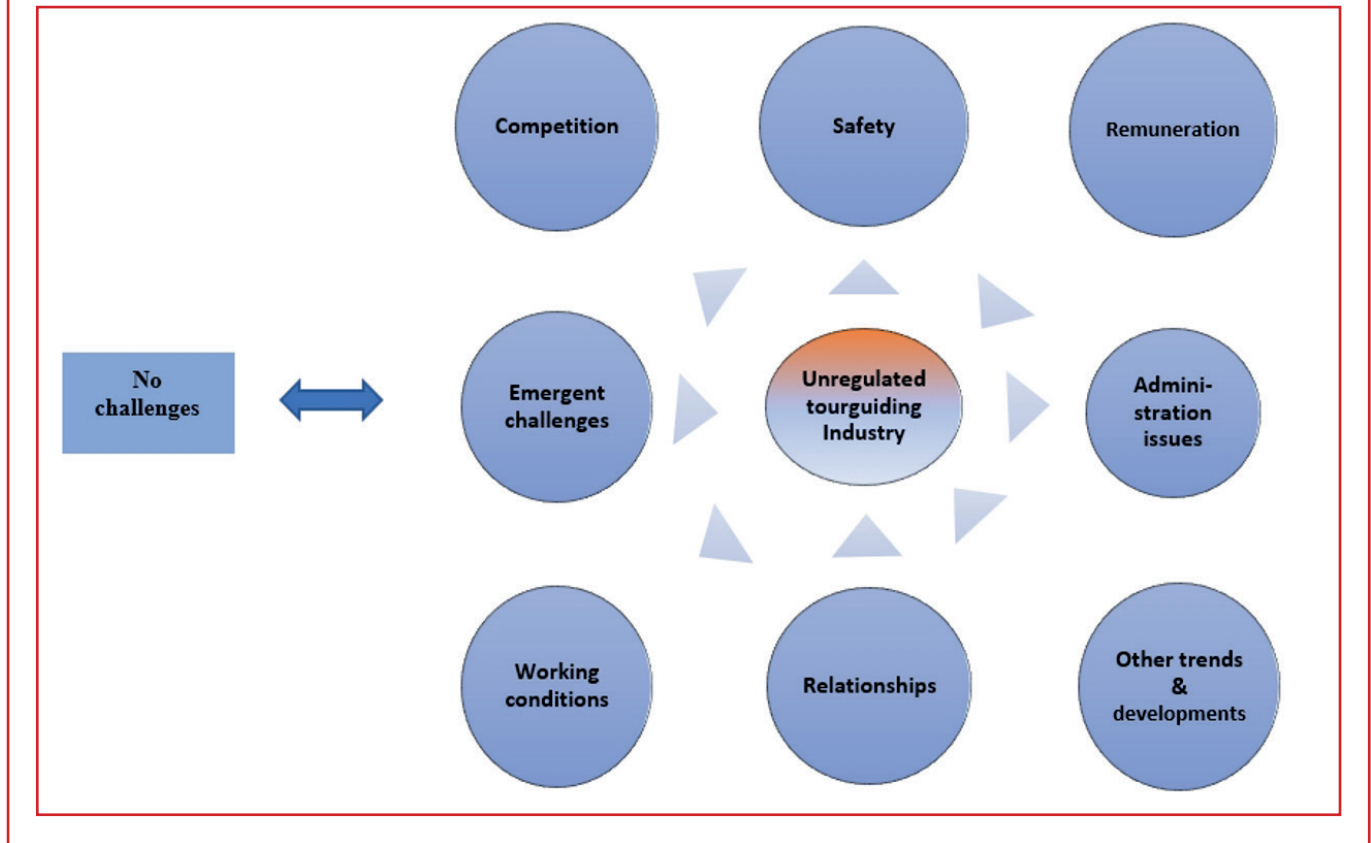 Competition
Safety
Remuneration
No
challenges
Emergent
challenges
Unregulated
tourguiding
Industry
Admini-
stration
issues
Working
conditions
Relationships
Other trends
&
developments